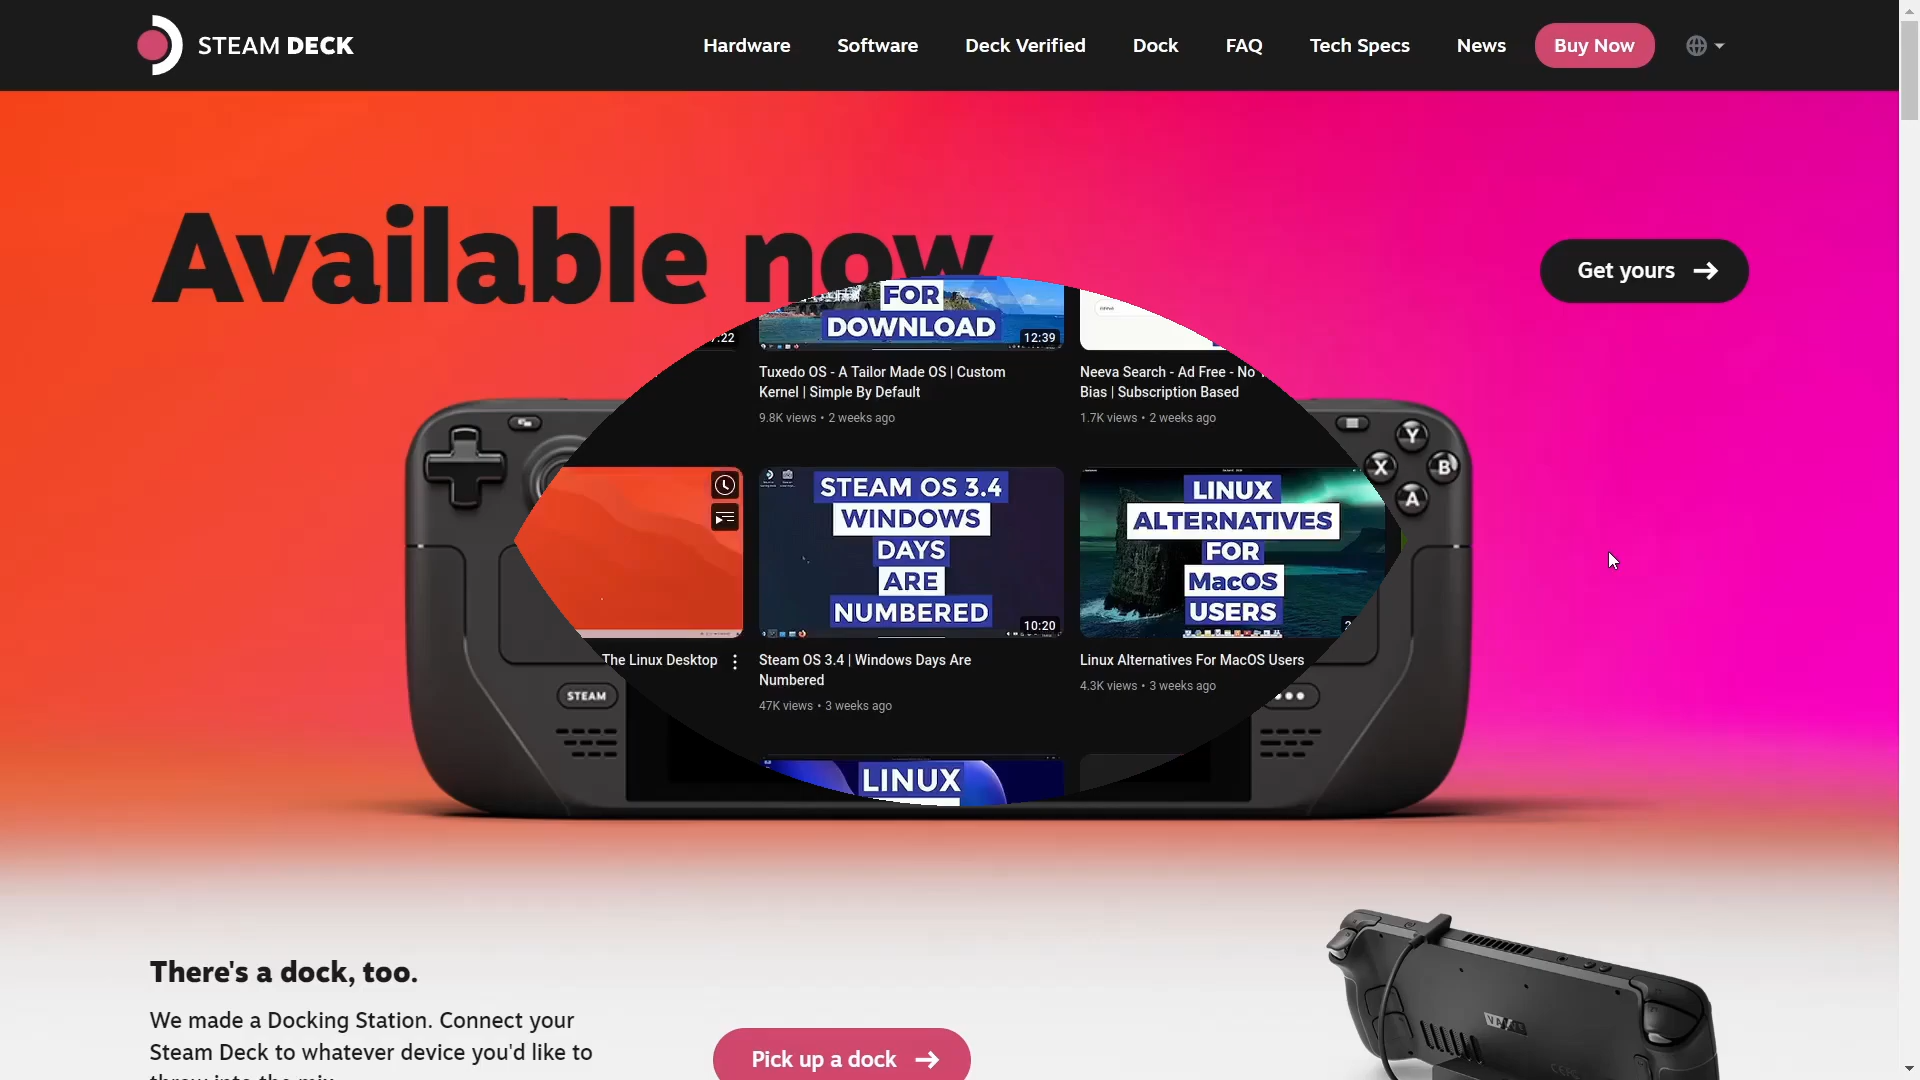 STEAM DECK
Hardware
Software
Deck Verified
Dock
FAQ
Tech Specs
News
Buy Now
Available now
Get yours
FOR
DOWNLOAD
12:39
:22
Tuxedo OS - A Tailor Made OS | Custom
Kernel | Simple By Default
9.8K views • 2 weeks ago
Neeva Search - Ad Free - No
Bias | Subscription Based
1.7K views • 2 weeks ago
Y
X
B
A
STEAM OS 3.4
WINDOWS
DAYS
ARE
NUMBERED
10:20
LINUX
ALTERNATIVES
FOR
MacOS
USERS
The Linux Desktop
Steam OS 3.4 | Windows Days Are
Numbered
47K views • 3 weeks ago
Linux Alternatives For MacOS Users
4.3K views • 3 weeks ago
STEAM
LINUX
There's a dock, too.
We made a Docking Station. Connect your
Steam Deck to whatever device you'd like to
throw into the mix
Pick up a dock
VALVE